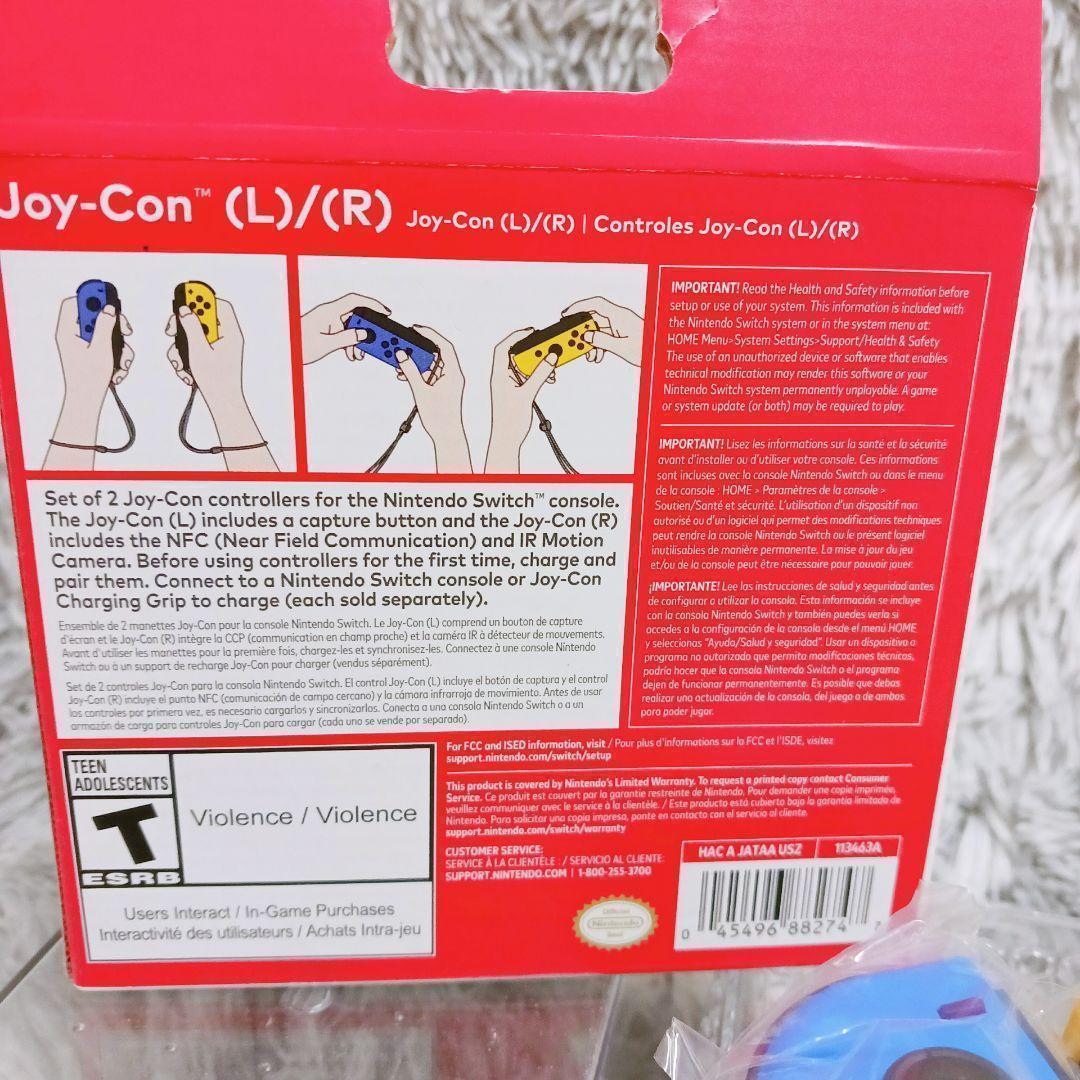 Joy-Con™ (L)/(R) Joy-Con (L)/(R) | Controles Joy-Con (L)/(R)
Set of 2 Joy-Con controllers for the Nintendo Switch™ console.
The Joy-Con (L) includes a capture button and the Joy-Con (R)
includes the NFC (Near Field Communication) and IR Motion
Camera. Before using controllers for the first time, charge and
pair them. Connect to a Nintendo Switch console or Joy-Con
Charging Grip to charge (each sold separately).
Ensemble de 2 manettes Joy-Con pour la console Nintendo Switch. Le Joy-Con (L) comprend un bouton de capture
d'écran et le Joy-Con (R) intègre la CCP (communication en champ proche) et la caméra IR à détecteur de mouvements.
Avant d'utiliser les manettes pour la première fois, chargez-les et synchronisez-les. Connectez à une console Nintendo
Switch ou à un support de recharge Joy-Con pour charger (vendus séparément).
Set de 2 controles Joy-Con para la consola Nintendo Switch. El control Joy-Con (L) incluye el botón de captura y el control
Joy-Con (R) incluye el punto NFC (comunicación de campo cercano) y la cámara infrarroja de movimiento. Antes de usar
los controles por primera vez, es necesario cargarlos y sincronizarlos. Conecta a una consola Nintendo Switch o a un
armazón de carga para controles Joy-Con para cargar (cada uno se vende por separado).
IMPORTANT! Read the Health and Safety information before
setup or use of your system. This information is included with
the Nintendo Switch system or in the system menu at:
HOME Menu>System Settings>Support/Health & Safety
The use of an unauthorized device or software that enables
technical modification may render this software or your
Nintendo Switch system permanently unplayable. A game
or system update (or both) may be required to play.
IMPORTANT! Lisez les informations sur la santé et la sécurité
avant d'installer ou d'utiliser votre console. Ces informations
sont incluses avec la console Nintendo Switch ou dans le menu
de la console : HOME > Paramètres de la console >
Soutien/Santé et sécurité. L'utilisation d'un dispositif non
autorisé ou d'un logiciel qui permet des modifications techniques
peut rendre la console Nintendo Switch ou le présent logiciel
inutilisables de manière permanente. La mise à jour du jeu
et/ou de la console peut être nécessaire pour pouvoir jouer.
¡IMPORTANTE! Lee las instrucciones de salud y seguridad antes
de configurar o utilizar la consola. Esta información se incluye
con la consola Nintendo Switch y también puedes verla si
accedes a la configuración de la consola desde el menú HOME
y seleccionas "Ayuda/Salud y seguridad". Usar un dispositivo o
programa no autorizado que permita modificaciones técnicas,
podría hacer que la consola Nintendo Switch o el programa
dejen de funcionar permanentemente. Es posible que debas
realizar una actualización de la consola, del juego o de ambos
para poder jugar.
TEEN
ADOLESCENTS
T
ESRB
Violence / Violence
Users Interact / In-Game Purchases
Interactivité des utilisateurs / Achats Intra-jeu
For FCC and ISED information, visit / Pour plus d'informations sur la FCC et l'ISDE, visitez
support.nintendo.com/switch/setup
This product is covered by Nintendo's Limited Warranty. To request a printed copy contact Consumer
Service. Ce produit est couvert par la garantie restreinte de Nintendo. Pour demander une copie imprimée,
veuillez communiquer avec le service à la clientèle. / Este producto está cubierto bajo la garantía limitada de
Nintendo. Para solicitar una copia impresa, ponte en contacto con el servicio al cliente.
support.nintendo.com/switch/warranty
CUSTOMER SERVICE:
SERVICE À LA CLIENTÈLE : / SERVICIO AL CLIENTE:
SUPPORT.NINTENDO.COM | 1-800-255-3700
Official
Nintendo
Seal
HAC A JATAA USZ 113463A
0 45496 88274 7